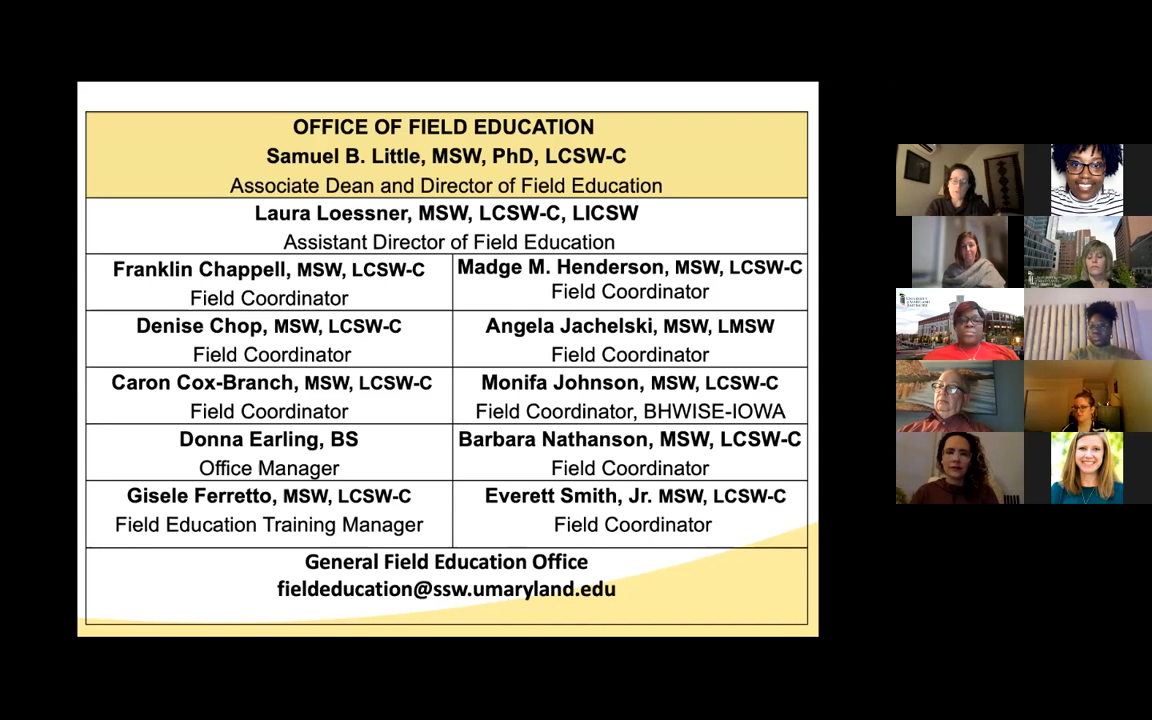 OFFICE OF FIELD EDUCATION
Samuel B. Little, MSW, PhD, LCSW-C
Associate Dean and Director of Field Education
Laura Loessner, MSW, LCSW-C, LICSW
Assistant Director of Field Education
Franklin Chappell, MSW, LCSW-C
Field Coordinator
Madge M. Henderson, MSW, LCSW-C
Field Coordinator
Denise Chop, MSW, LCSW-C
Field Coordinator
Angela Jachelski, MSW, LMSW
Field Coordinator
Caron Cox-Branch, MSW, LCSW-C
Field Coordinator
Monifa Johnson, MSW, LCSW-C
Field Coordinator, BHWISE-IOWA
Donna Earling, BS
Office Manager
Barbara Nathanson, MSW, LCSW-C
Field Coordinator
Gisele Ferretto, MSW, LCSW-C
Field Education Training Manager
Everett Smith, Jr. MSW, LCSW-C
Field Coordinator
General Field Education Office
fieldeducation@ssw.umaryland.edu